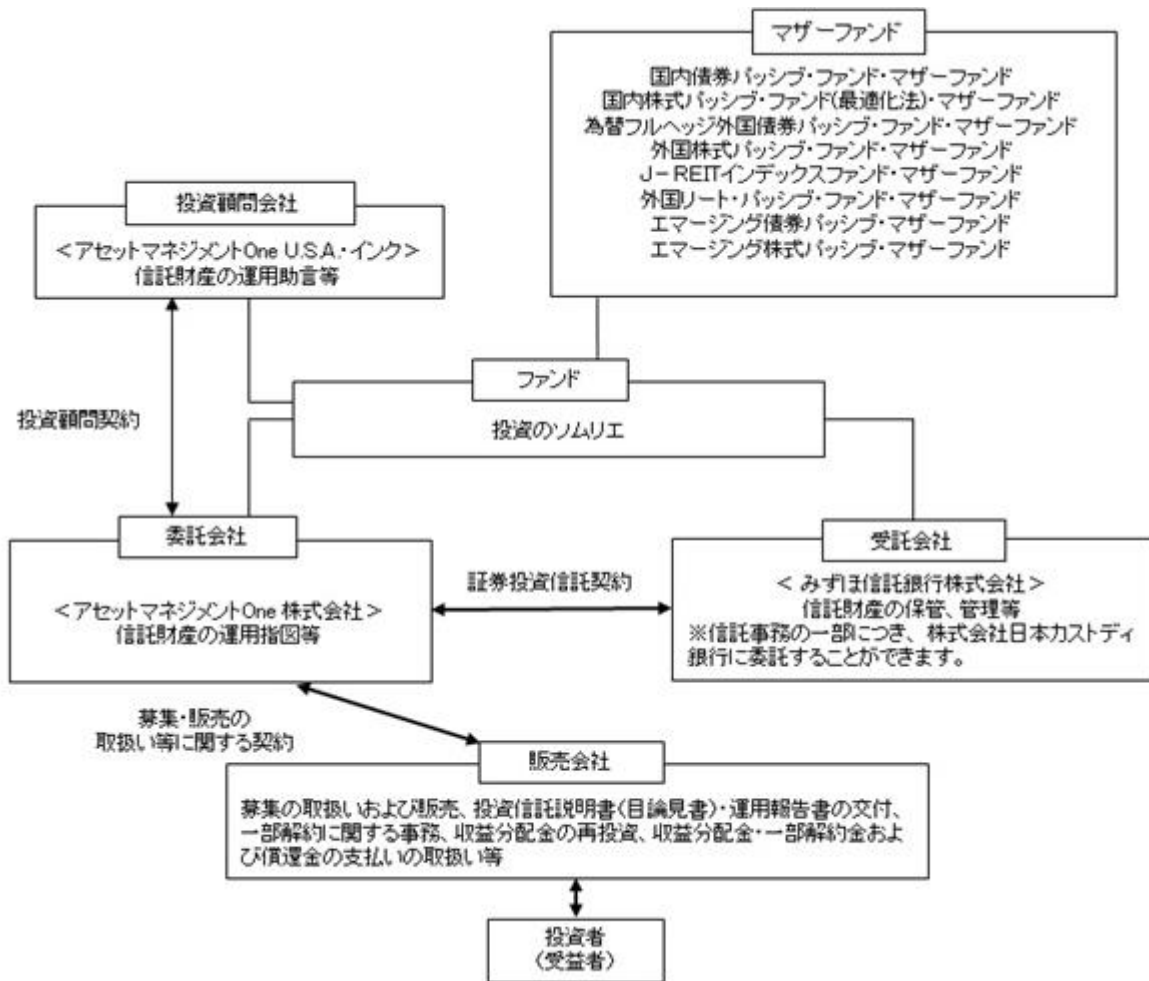 マザーファンド
国内債券パッシブ・ファンド・マザーファンド
国内株式パッシブ・ファンド(最適化法)・マザーファンド
為替フルヘッジ外国債券パッシブ・ファンド・マザーファンド
外国株式パッシブ・ファンド・マザーファンド
J－REITインデックスファンド・マザーファンド
外国リート・パッシブ・ファンド・マザーファンド
エマージング債券パッシブ・マザーファンド
エマージング株式パッシブ・マザーファンド
投資顧問会社
＜アセットマネジメントOne U.S.A.・インク＞
信託財産の運用助言等
ファンド
投資のソムリエ
投資顧問契約
委託会社
＜アセットマネジメントOne 株式会社＞
信託財産の運用指図等
証券投資信託契約
受託会社
＜ みずほ信託銀行株式会社＞
信託財産の保管、管理等
※信託事務の一部につき、株式会社日本カストディ
銀行に委託することができます。
募集・販売の
取扱い等に関する契約
販売会社
募集の取扱いおよび販売、投資信託説明書(目論見書)・運用報告書の交付、
一部解約に関する事務、収益分配金の再投資、収益分配金・一部解約金およ
び償還金の支払いの取扱い等
投資者
（受益者）